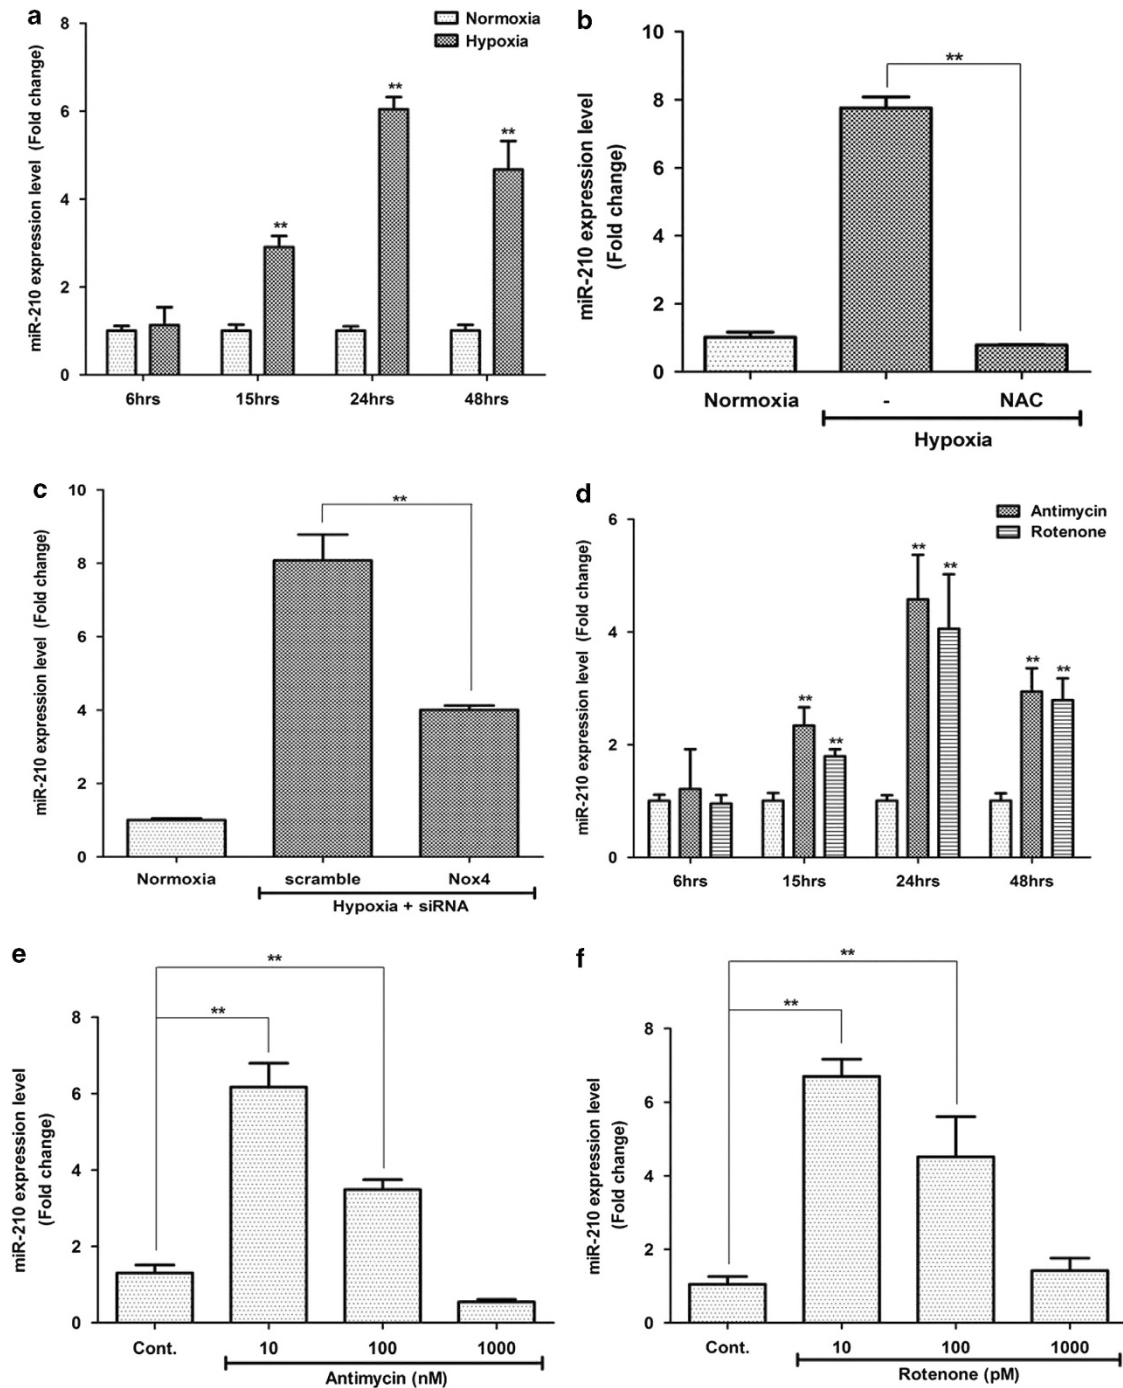 a
miR-210 expression level (Fold change)
8
6
4
2
0
Normoxia
Hypoxia
**
**
**
6hrs 15hrs 24hrs 48hrs
b
miR-210 expression level
(Fold change)
10
8
6
4
2
0
**
Normoxia - NAC
Hypoxia
c
miR-210 expression level (Fold change)
10
8
6
4
2
0
**
Normoxia scramble Nox4
Hypoxia + siRNA
d
miR-210 expression level (Fold change)
6
4
2
0
Antimycin
Rotenone
** **
** **
** **
6hrs 15hrs 24hrs 48hrs
e
miR-210 expression level
(Fold change)
8
6
4
2
0
**
**
Cont. 10 100 1000
Antimycin (nM)
f
miR-210 expression level
(Fold change)
8
6
4
2
0
**
**
Cont. 10 100 1000
Rotenone (pM)